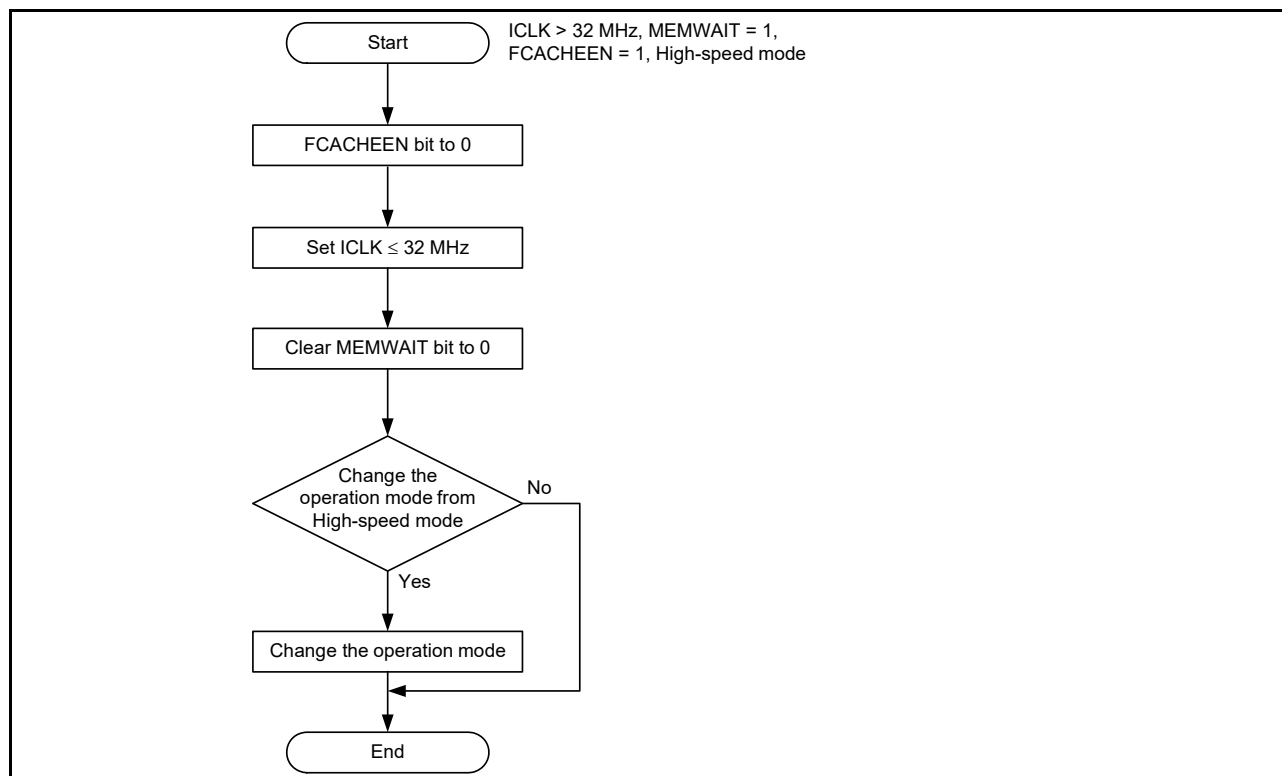 Start
ICLK > 32 MHz, MEMWAIT = 1,
FCACHEEN = 1, High-speed mode
FCACHEEN bit to 0
Set ICLK ≤ 32 MHz
Clear MEMWAIT bit to 0
Change the
operation mode from
High-speed mode
No
Yes
Change the operation mode
End